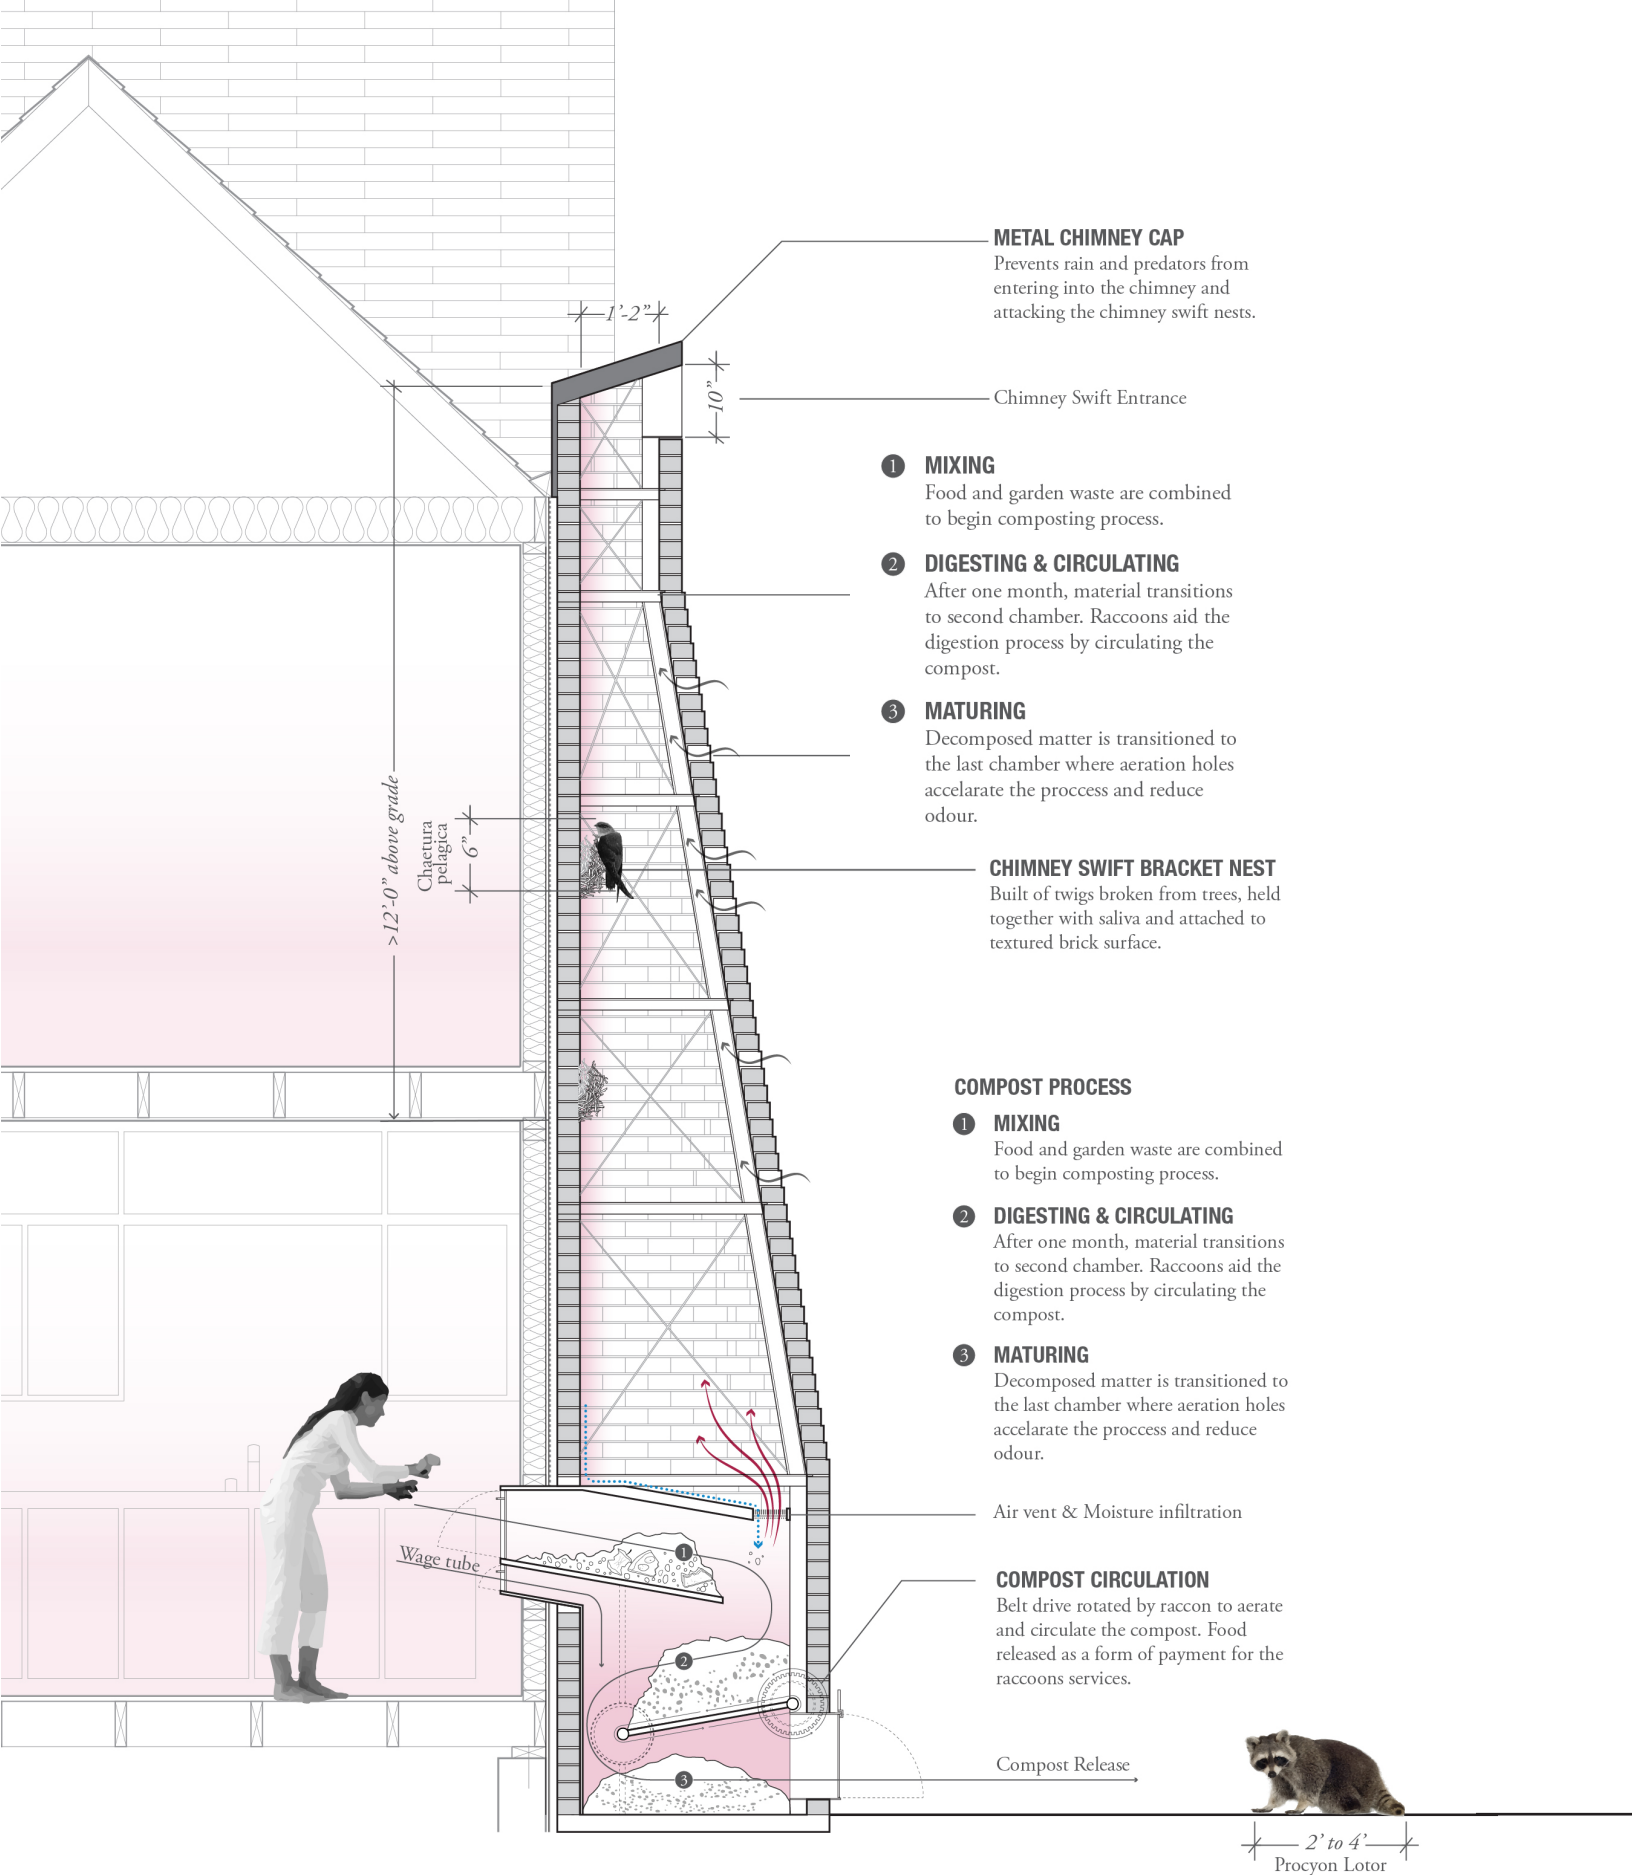 METAL CHIMNEY CAP
Prevents rain and predators from
entering into the chimney and
attacking the chimney swift nests.
1'-2”
10”
Chimney Swift Entrance
1 MIXING
Food and garden waste are combined
to begin composting process.
2 DIGESTING & CIRCULATING
After one month, material transitions
to second chamber. Raccoons aid the
digestion process by circulating the
compost.
3 MATURING
Decomposed matter is transitioned to
the last chamber where aeration holes
accelarate the proccess and reduce
odour.
>12'-0” above grade
Chaetura
pelagica
6”
CHIMNEY SWIFT BRACKET NEST
Built of twigs broken from trees, held
together with saliva and attached to
textured brick surface.
COMPOST PROCESS
1 MIXING
Food and garden waste are combined
to begin composting process.
2 DIGESTING & CIRCULATING
After one month, material transitions
to second chamber. Raccoons aid the
digestion process by circulating the
compost.
3 MATURING
Decomposed matter is transitioned to
the last chamber where aeration holes
accelarate the proccess and reduce
odour.
Air vent & Moisture infiltration
Wage tube
1
COMPOST CIRCULATION
Belt drive rotated by raccon to aerate
and circulate the compost. Food
released as a form of payment for the
raccoons services.
2
Compost Release
3
2' to 4'
Procyon Lotor